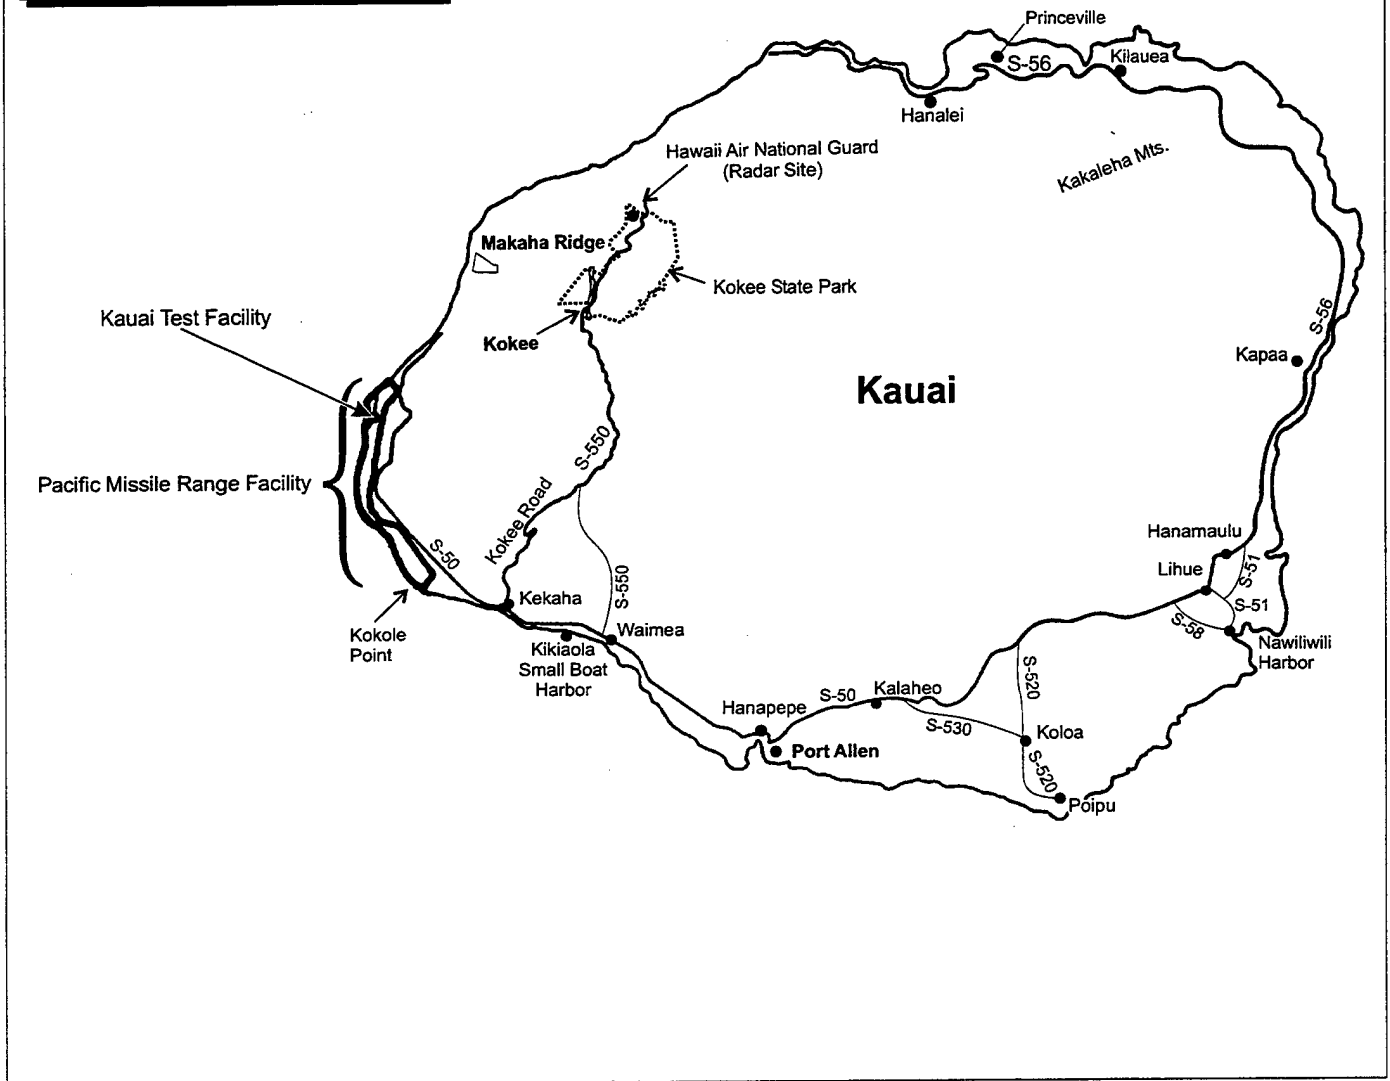 Princeville
S-56
Kilauea
Hanalei
Hawaii Air National Guard
(Radar Site)
Kakaleha Mts.
Makaha Ridge
Kokee State Park
Kauai Test Facility
Kokee
S-56
Kapaa
Kauai
S-550
Pacific Missile Range Facility
Kokee Road
Hanamaulu
S-50
Lihue
S-51
S-550
Kekaha
S-51
S-58
Waimea
Kokole
Point
Kikiaola
Small Boat
Harbor
Nawiliwili
Harbor
S-520
S-50
Kalaheo
Hanapepe
S-530
Koloa
Port Allen
S-520
Poipu